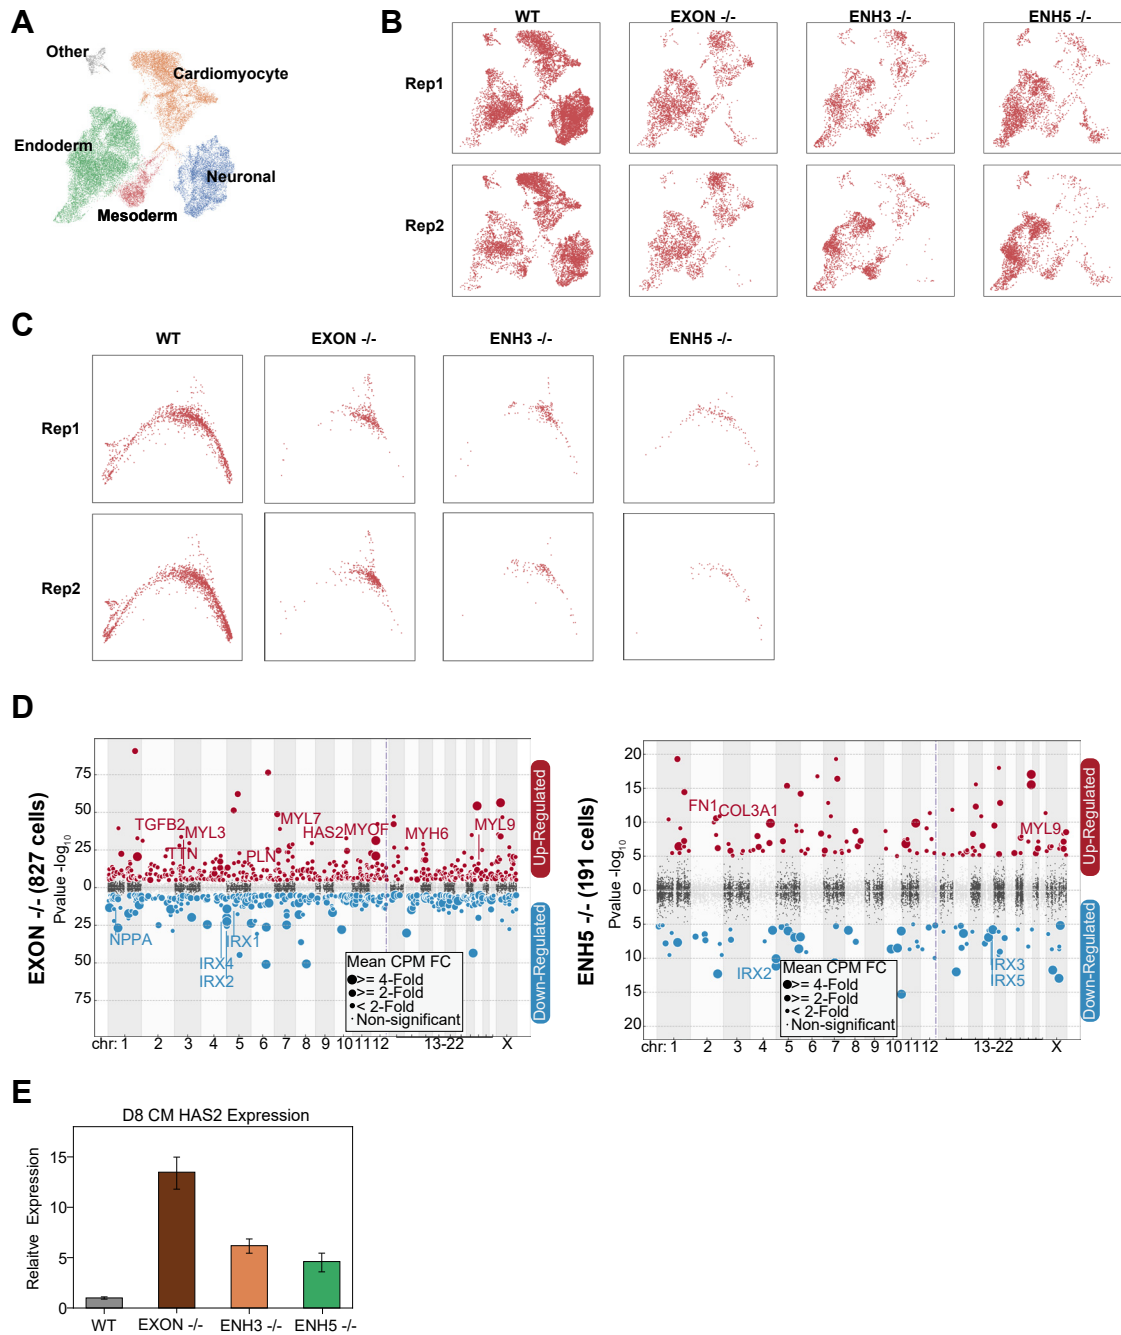 A
Other
Cardiomyocyte
Endoderm
Neuronal
Mesoderm
B
WT
EXON -/-
ENH3 -/-
ENH5 -/-
Rep1
Rep2
C
WT
EXON -/-
ENH3 -/-
ENH5 -/-
Rep1
Rep2
D
EXON -/- (827 cells)
Pvalue -log10
75
50
25
0
25
50
75
TGFB2
MYL3
TTN
PLN
MYL7
HAS2
MYOF
MYH6
MYL9
NPPA
IRX1
IRX4
IRX2
Mean CPM FC
>= 4-Fold
>= 2-Fold
< 2-Fold
Non-significant
chr: 1 2 3 4 5 6 7 8 9 10 11 12 13-22 X
Up-Regulated
Down-Regulated
ENH5 -/- (191 cells)
Pvalue -log10
20
15
10
5
0
5
10
15
20
FN1
COL3A1
MYL9
IRX2
IRX3
IRX5
Mean CPM FC
>= 4-Fold
>= 2-Fold
< 2-Fold
Non-significant
chr: 1 2 3 4 5 6 7 8 9 10 11 12 13-22 X
Up-Regulated
Down-Regulated
E
D8 CM HAS2 Expression
Relaitve Expression
15
10
5
0
WT
EXON -/-
ENH3 -/-
ENH5 -/-